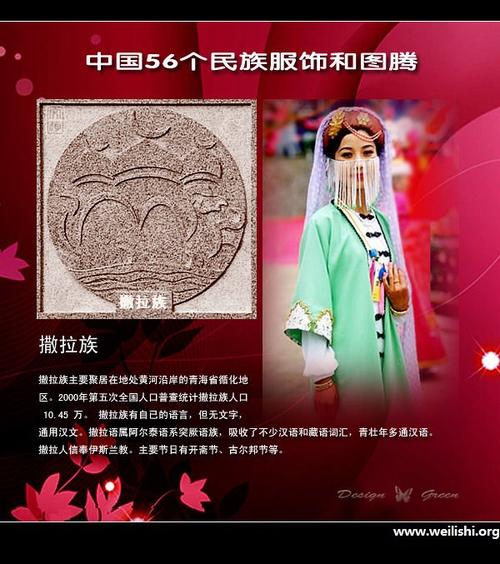 中国56个民族服饰和图腾
撒拉族
撒拉族
撒拉族主要聚居在地处黄河沿岸的青海省循化地
区。2000年第五次全国人口普查统计撒拉族人口
10.45 万。 撒拉族有自已的语言，但无文字，
通用汉文。撒拉语属阿尔泰语系突厥语族，吸收了不少汉语和藏语词汇，青壮年多通汉语。
撒拉人信奉伊斯兰教。主要节日有开斋节、古尔邦节等。
Design Green
www.weilishi.org